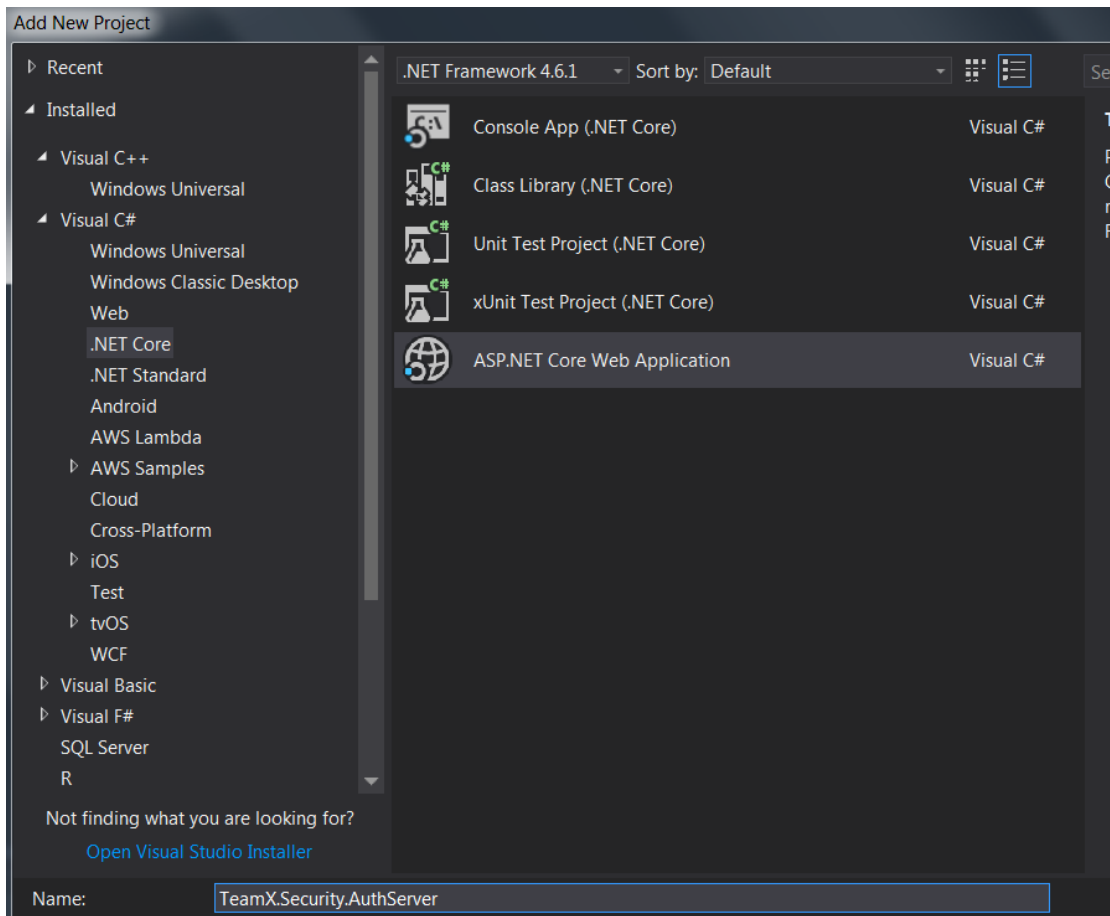 Add New Project
Recent
Installed
Visual C++
Windows Universal
Visual C#
Windows Universal
Windows Classic Desktop
Web
.NET Core
.NET Standard
Android
AWS Lambda
AWS Samples
Cloud
Cross-Platform
iOS
Test
tvOS
WCF
Visual Basic
Visual F#
SQL Server
R
Not finding what you are looking for?
Open Visual Studio Installer
.NET Framework 4.6.1 Sort by: Default
Console App (.NET Core) Visual C#
Class Library (.NET Core) Visual C#
Unit Test Project (.NET Core) Visual C#
xUnit Test Project (.NET Core) Visual C#
ASP.NET Core Web Application Visual C#
Name: TeamX.Security.AuthServer